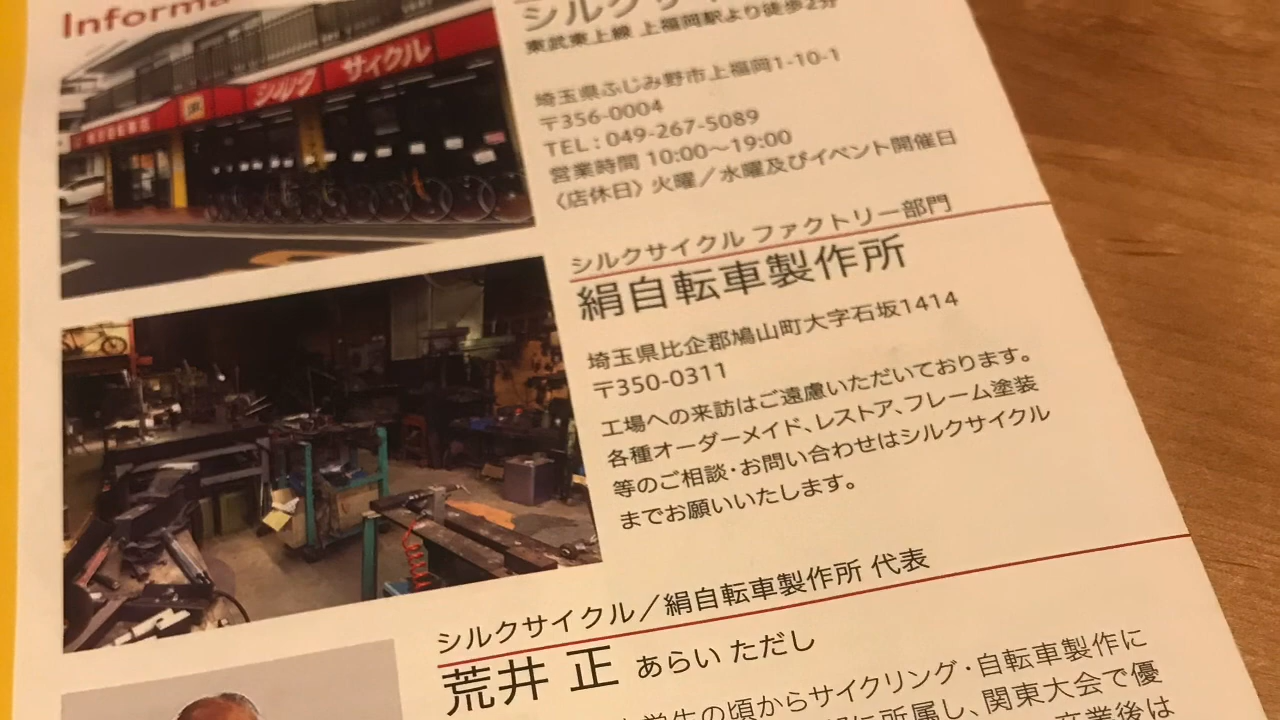 Informa
シルクサイ
東武東上線 上福岡駅より徒歩2分
シルク サイクル
埼玉県ふじみ野市上福岡1-10-1
〒356-0004
TEL : 049-267-5089
営業時間 10:00～19:00
〈店休日〉火曜／水曜及びイベント開催日
シルクサイクル ファクトリー部門
絹自転車製作所
埼玉県比企郡鳩山町大字石坂1414
〒350-0311
工場への来訪はご遠慮いただいております。
各種オーダーメイド、レストア、フレーム塗装
等のご相談・お問い合わせはシルクサイクル
までお願いいたします。
シルクサイクル／絹自転車製作所 代表
荒井 正 あらい ただし
学生の頃からサイクリング・自転車製作に
に所属し、関東大会で優
卒業後は